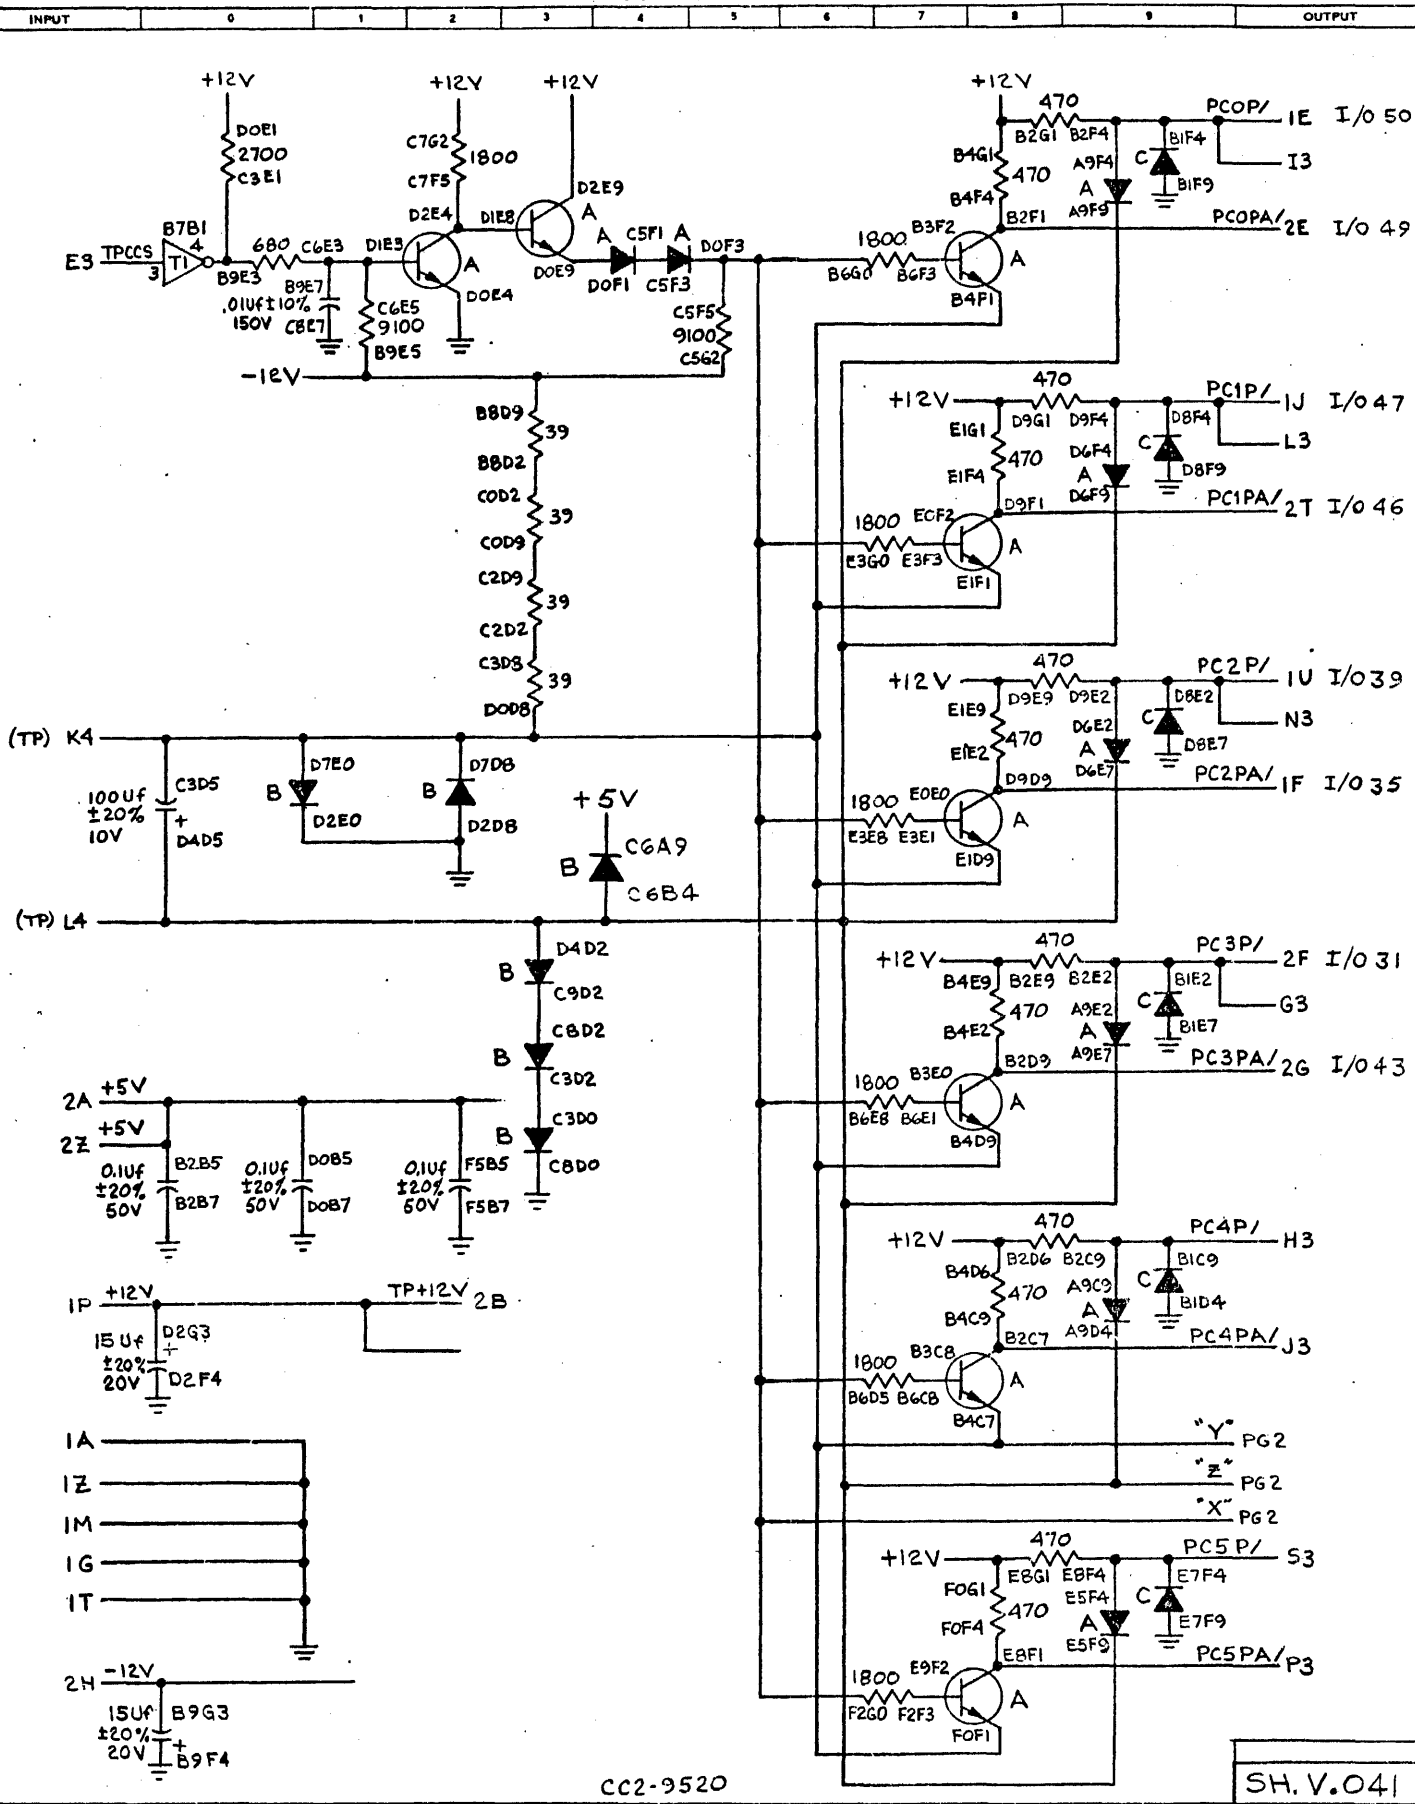 INPUT 0 1 2 3 4 5 6 7 8 9 OUTPUT
+12V +12V +12V +12V
D0E1
2700
C3E1
C7G2
1800
C7F5
D2E9
A
B7B1
4
T1
3
E3 TPCCS
B9E3
680
C6E3
B9E7
.01Uf±10%
150V
C8E7
D1E3
C6E5
9100
B9E5
D2E4
A
D0E4
D1E8
D0E9
A
D0F1
C5F1
A
C5F3
D0F3
C5F5
9100
C5G2
-12V
B8D9
39
B8D2
C0D2
39
C0D9
C2D9
39
C2D2
C3D8
39
D0D8
(TP) K4
100Uf
±20%
10V
C3D5
+
D4D5
D7E0
B
D2E0
D7D8
B
D2D8
+5V
C6A9
B
C6B4
(TP) L4
D4D2
B
C9D2
C8D2
B
C3D2
C3D0
B
C8D0
2A +5V
2Z +5V
0.1Uf
±20%
50V
B2B5
B2B7
0.1Uf
±20%
50V
D0B5
D0B7
0.1Uf
±20%
50V
F5B5
F5B7
1P +12V
TP+12V 2B
15Uf
±20%
20V
D2G3
+
D2F4
1A
1Z
1M
1G
1T
2H -12V
15Uf
±20%
20V
B9G3
+
B9F4
470
B2G1 B2F4
B4G1
470
B4F4
A9F4
A
A9F9
B1F4
C
B1F9
PC0P/ 1E I/O 50
I3
B3F2
B2F1
PC0PA/ 2E I/O 49
1800
B6G0 B6F3
A
B4F1
+12V
470
D9G1 D9F4
E1G1
470
E1F4
D6F4
A
D6F9
D8F4
C
D8F9
PC1P/ 1J I/O 47
L3
E0F2
D9F1
PC1PA/ 2T I/O 46
1800
E3G0 E3F3
A
E1F1
+12V
470
D9E9 D9E2
E1E9
470
E1E2
D6E2
A
D6E7
D8E2
C
D8E7
PC2P/ 1U I/O 39
N3
E0E0
D9D9
PC2PA/ 1F I/O 35
1800
E3E8 E3E1
A
E1D9
+12V
470
B2E9 B2E2
B4E9
470
B4E2
A9E2
A
A9E7
B1E2
C
B1E7
PC3P/ 2F I/O 31
G3
B3E0
B2D9
PC3PA/ 2G I/O 43
1800
B6E8 B6E1
A
B4D9
+12V
470
B2D6 B2C9
B4D6
470
B4C9
A9C9
A
A9D4
B1C9
C
B1D4
PC4P/ H3
B3C8
B2C7
PC4PA/ J3
1800
B6D5 B6C8
A
B4C7
"Y" PG2
"Z" PG2
"X" PG2
+12V
470
E8G1 E8F4
F0G1
470
F0F4
E5F4
A
E5F9
E7F4
C
E7F9
PC5P/ S3
E9F2
E8F1
PC5PA/ P3
1800
F2G0 F2F3
A
F0F1
CC2-9520
SH. V.041